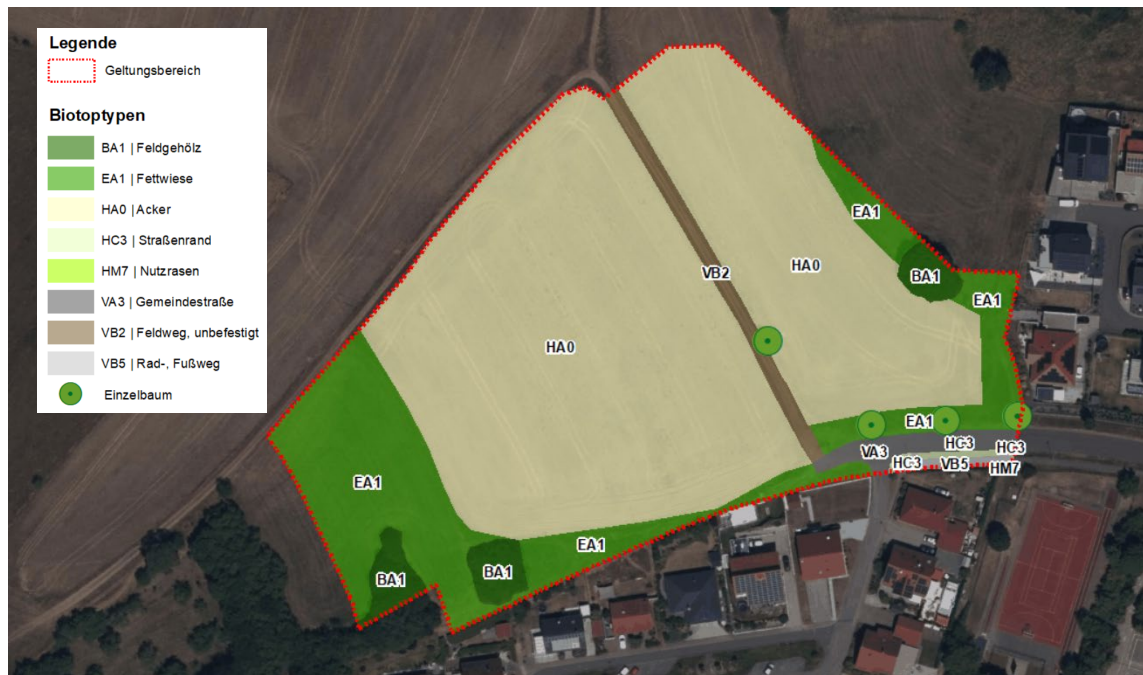 Legende
Geltungsbereich
Biotoptypen
BA1 | Feldgehölz
EA1 | Fettwiese
HA0 | Acker
HC3 | Straßenrand
HM7 | Nutzrasen
VA3 | Gemeindestraße
VB2 | Feldweg, unbefestigt
VB5 | Rad-, Fußweg
Einzelbaum
EA1
VB2
HA0
BA1
EA1
HA0
EA1
VA3
HC3
HC3
HC3
VB5
HM7
EA1
EA1
BA1
BA1